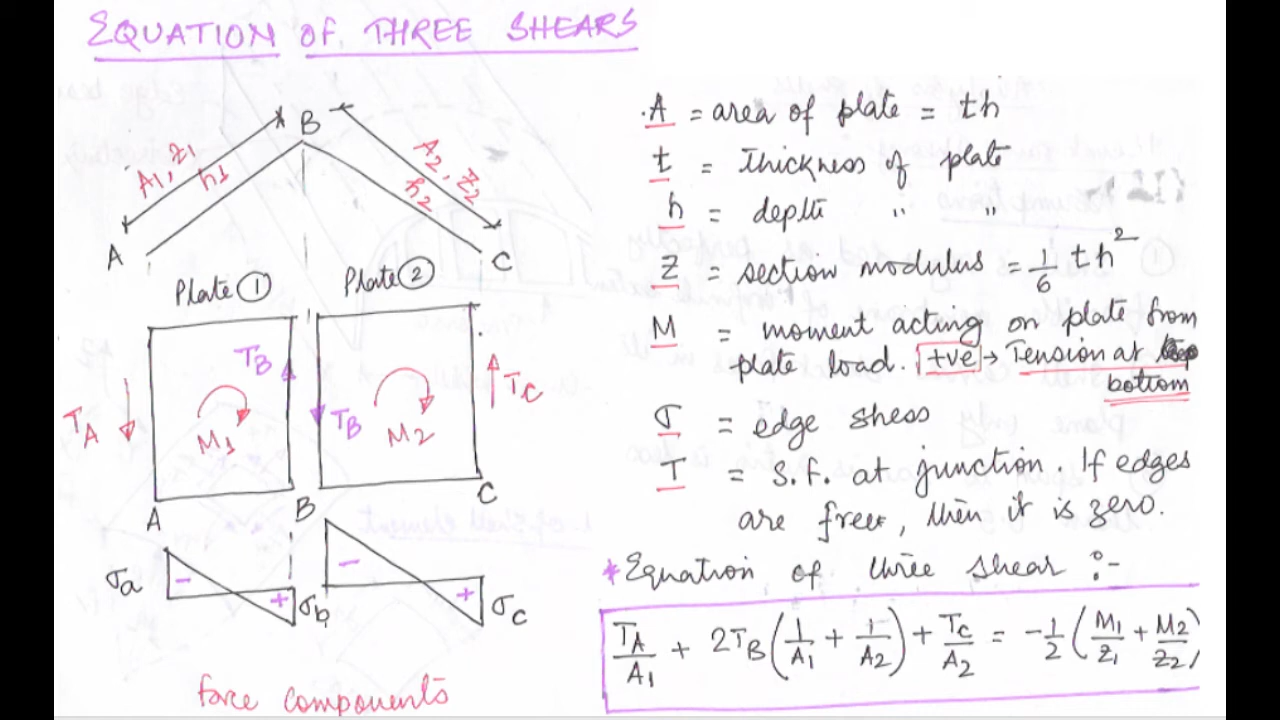 EQUATION OF THREE SHEARS
B
A1, Z1
h1
A2, Z2
h2
A
C
Plate ①
Plate ②
TB
TA
M1
TB
M2
TC
A
B
C
σa
-
+
σb
-
+
σc
force components
A = area of plate = th
t = thickness of plate
h = depth " "
Z = section modulus = 1/6 th²
M = moment acting on plate from
plate load. +ve → Tension at
bottom
σ = edge stress
T = S.F. at junction. If edges
are free, then it is zero.
* Equation of three shear :-
TA/A1 + 2TB (1/A1 + 1/A2) + TC/A2 = -1/2 (M1/Z1 + M2/Z2)